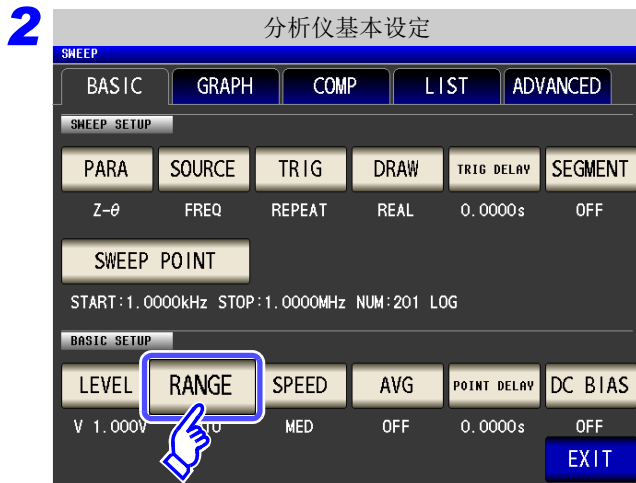 2
分析仪基本设定
SWEEP
BASIC GRAPH COMP LIST ADVANCED
SWEEP SETUP
PARA SOURCE TRIG DRAW TRIG DELAY SEGMENT
Z-θ FREQ REPEAT REAL 0.0000s OFF
SWEEP POINT
START:1.0000kHz STOP:1.0000MHz NUM:201 LOG
BASIC SETUP
LEVEL RANGE SPEED AVG POINT DELAY DC BIAS
V 1.000V MED OFF 0.0000s OFF
EXIT